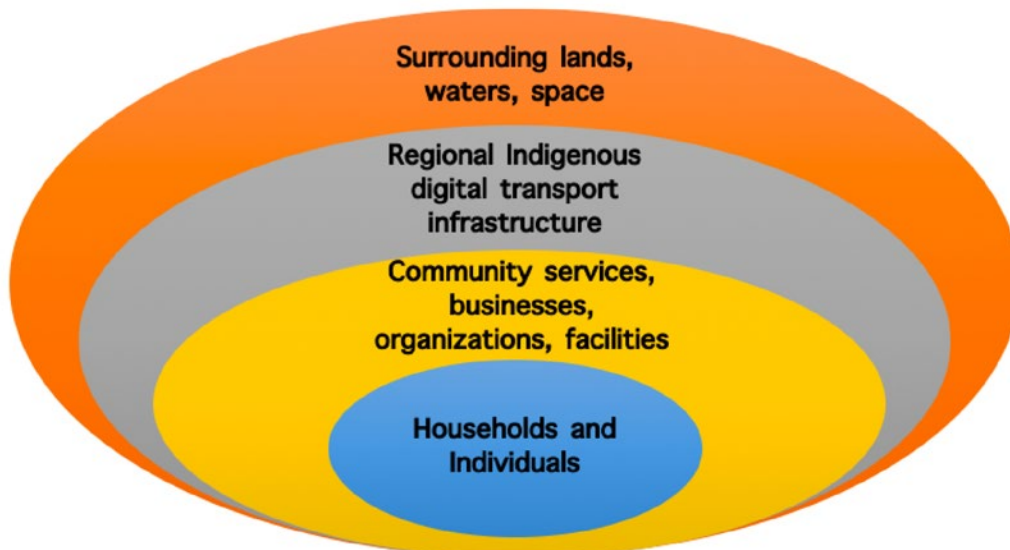 Surrounding lands,
waters, space
Regional Indigenous
digital transport
infrastructure
Community services,
businesses,
organizations, facilities
Households and
Individuals